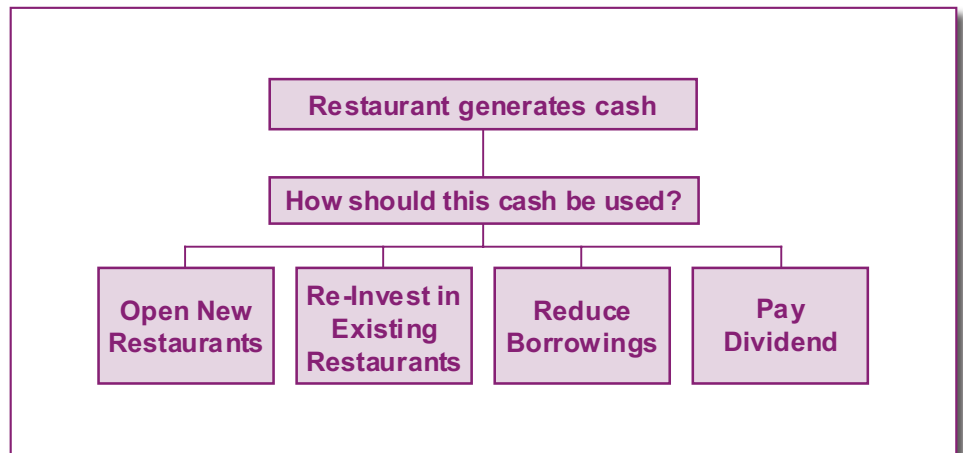 Restaurant generates cash
How should this cash be used?
Open New
Restaurants
Re-Invest in
Existing
Restaurants
Reduce
Borrowings
Pay
Dividend